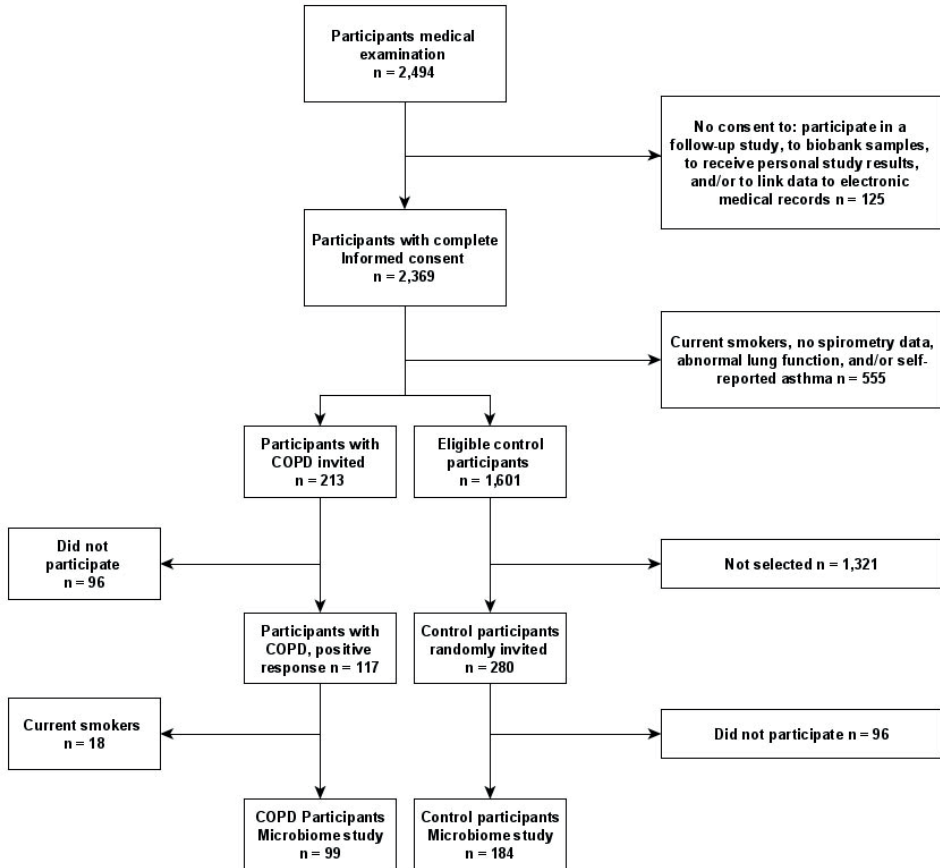 Participants medical
examination
n = 2,494
No consent to: participate in a
follow-up study, to biobank samples,
to receive personal study results,
and/or to link data to electronic
medical records n = 125
Participants with complete
Informed consent
n = 2,369
Current smokers, no spirometry data,
abnormal lung function, and/or self-
reported asthma n = 555
Participants with
COPD invited
n = 213
Eligible control
participants
n = 1,601
Did not
participate
n = 96
Not selected n = 1,321
Participants with
COPD, positive
response n = 117
Control participants
randomly invited
n = 280
Current smokers
n = 18
Did not participate n = 96
COPD Participants
Microbiome study
n = 99
Control participants
Microbiome study
n = 184